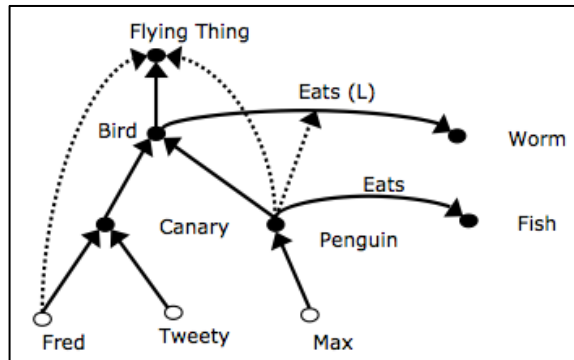 Flying Thing
Eats (L)
Bird
Worm
Eats
Canary
Penguin
Fish
Fred
Tweety
Max